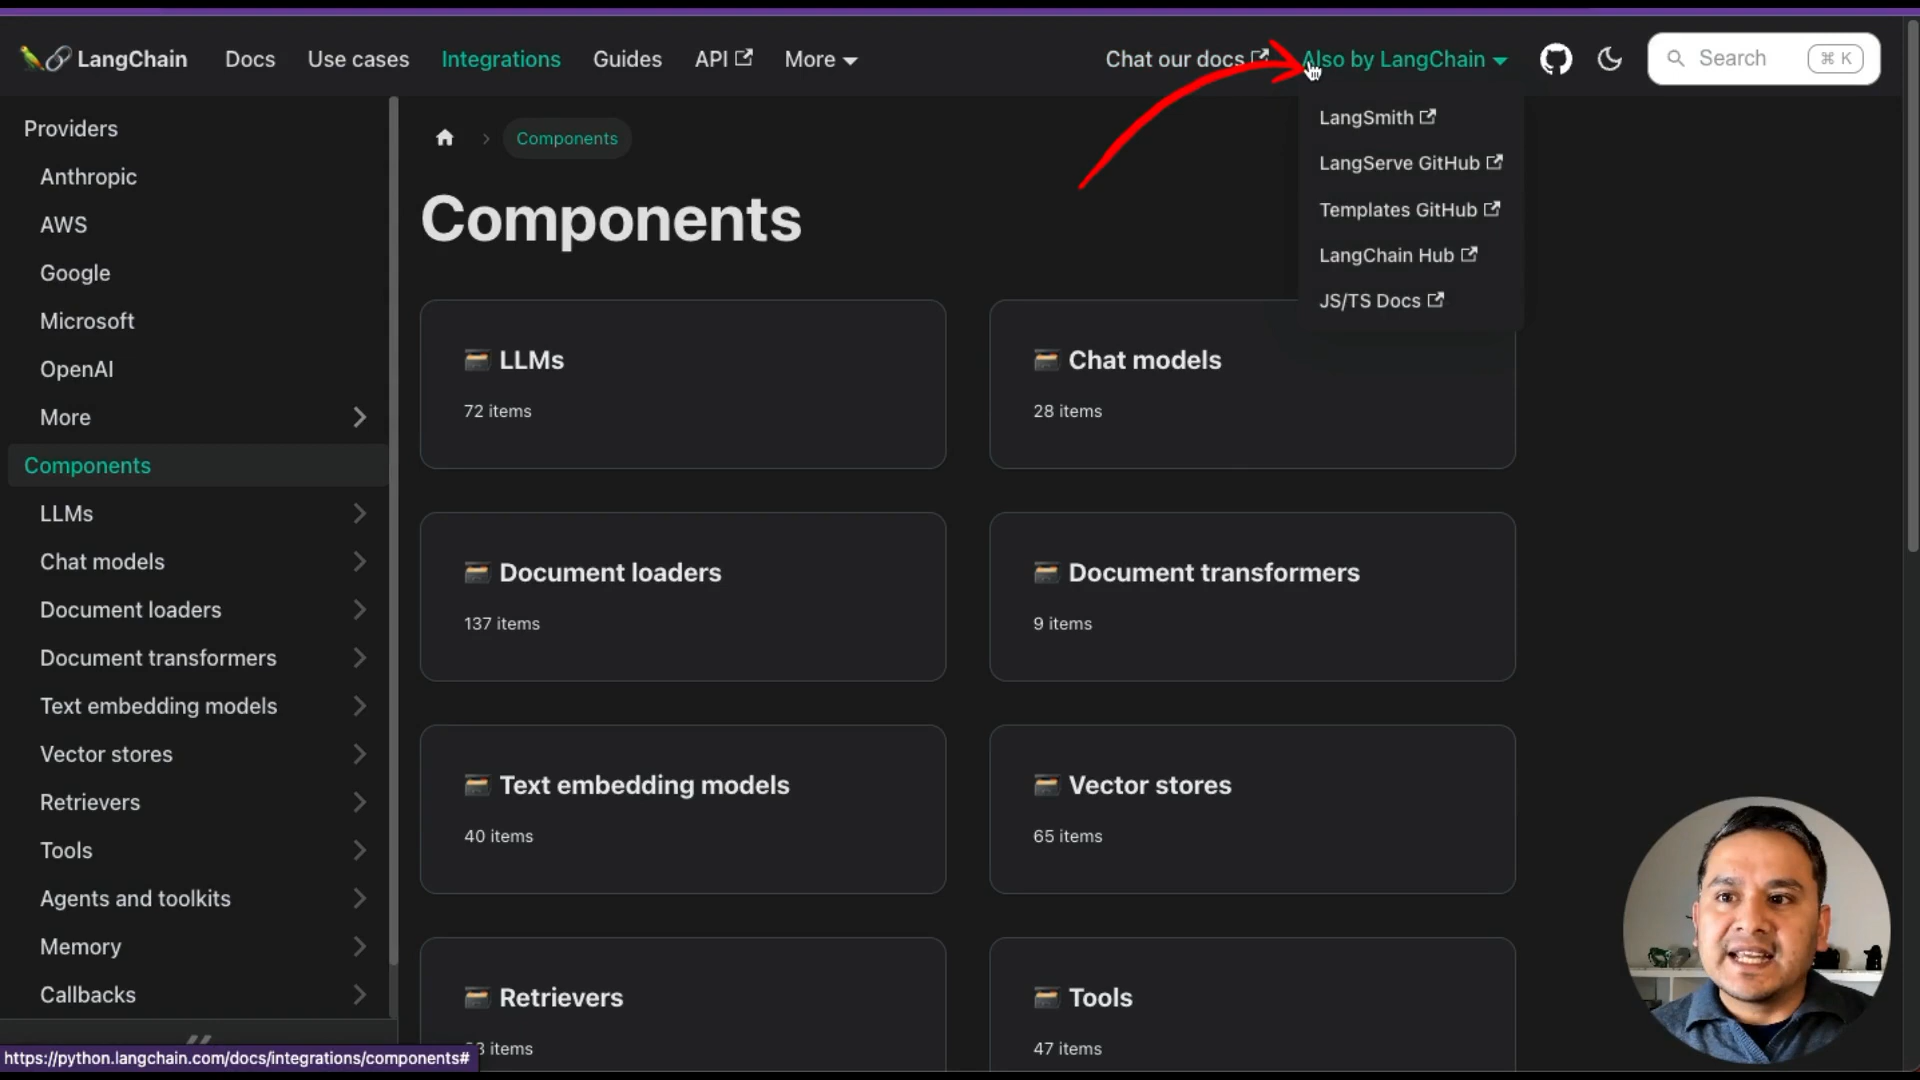 LangChain
Docs
Use cases
Integrations
Guides
API
More
Chat our docs
Also by LangChain
Search
⌘ K
LangSmith
LangServe GitHub
Templates GitHub
LangChain Hub
JS/TS Docs
Providers
Anthropic
AWS
Google
Microsoft
OpenAI
More
Components
LLMs
Chat models
Document loaders
Document transformers
Text embedding models
Vector stores
Retrievers
Tools
Agents and toolkits
Memory
Callbacks
Components
Components
LLMs
72 items
Chat models
28 items
Document loaders
137 items
Document transformers
9 items
Text embedding models
40 items
Vector stores
65 items
Retrievers
items
Tools
47 items
https://python.langchain.com/docs/integrations/components#